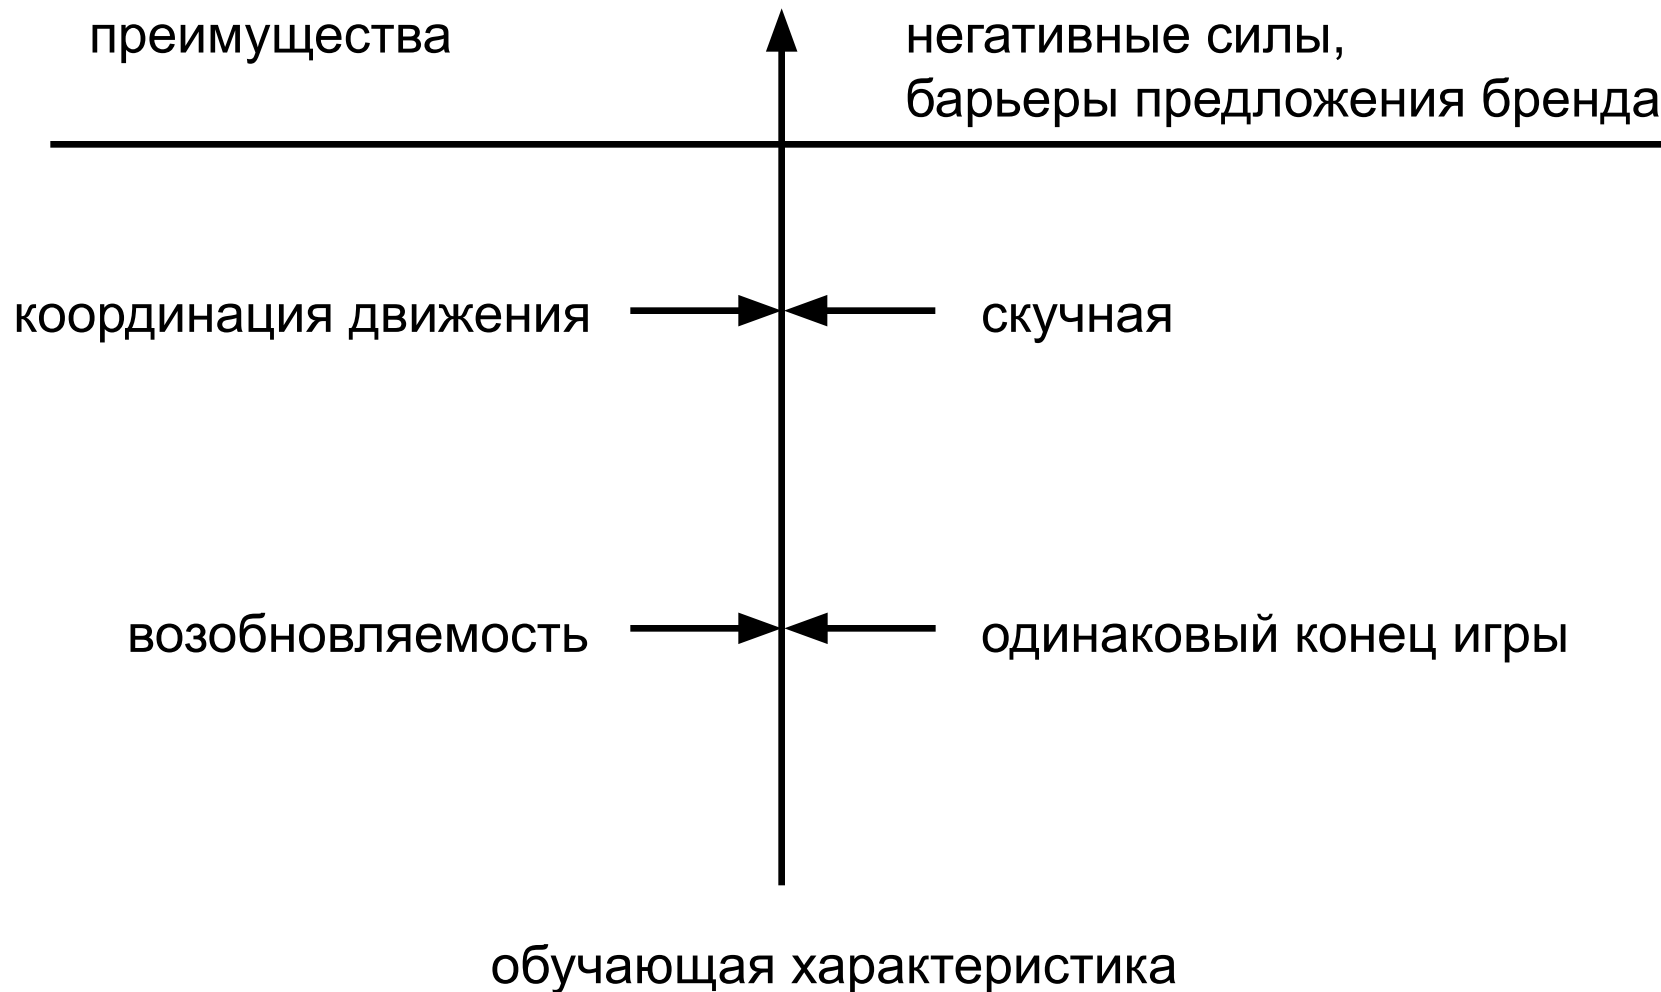 преимущества
негативные силы,
барьеры предложения бренда
координация движения
скучная
возобновляемость
одинаковый конец игры
обучающая характеристика